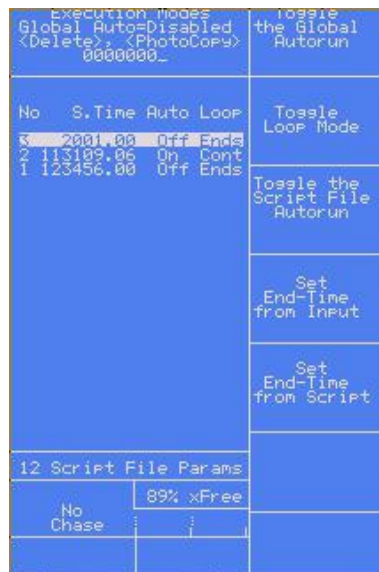 Execution Modes
Global Auto=Disabled
<Delete>, <PhotoCopy>
0000000_
No S.Time Auto Loop
3 2001.00 Off Ends
2 113109.06 On Cont
1 123456.00 Off Ends
12 Script File Params
No
Chase
89% xFree
Toggle
the Global
Autorun
Toggle
Loop Mode
Toggle the
Script File
Autorun
Set
End-Time
from Input
Set
End-Time
from Script